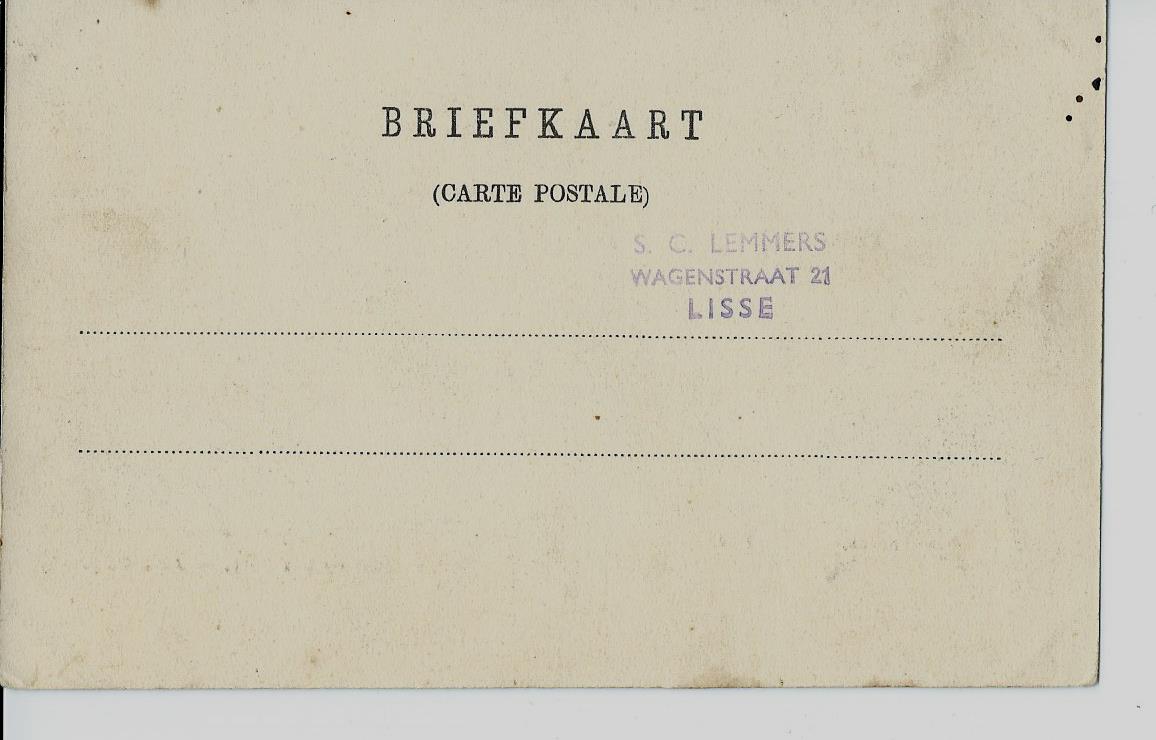 BRIEFKAART
(CARTE POSTALE)
S. C. LEMMERS
WAGENSTRAAT 21
LISSE